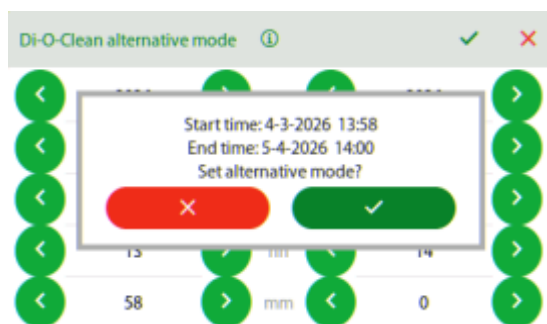 Di-O-Clean alternative mode
Start time: 4-3-2026 13:58
End time: 5-4-2026 14:00
Set alternative mode?
13 14
58 mm 0